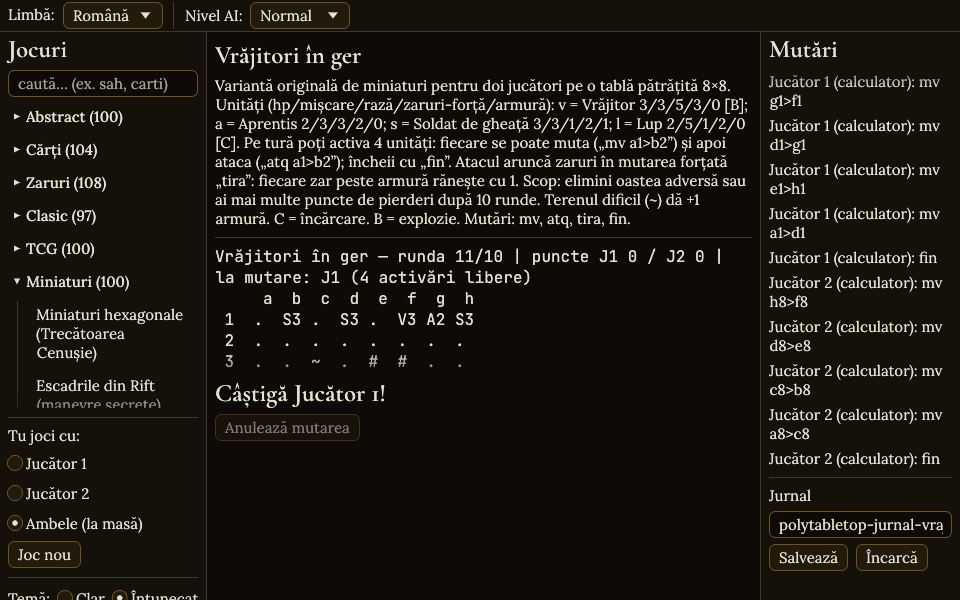 Limbă: Română Nivel AI: Normal
Jocuri
caută... (ex. sah, carti)
Abstract (100)
Cărți (104)
Zaruri (108)
Clasic (97)
TCG (100)
Miniaturi (100)
Miniaturi hexagonale
(Trecătoarea
Cenușie)
Escadrile din Rift
(manevre secrete)
Tu joci cu:
Jucător 1
Jucător 2
Ambele (la masă)
Joc nou
Temă: Clar Întunecat
Vrăjitori în ger
Variantă originală de miniaturi pentru doi jucători pe o tablă pătrățită 8×8.
Unități (hp/mișcare/rază/zaruri-forță/armură): v = Vrăjitor 3/3/5/3/0 [B];
a = Aprentis 2/3/3/2/0; s = Soldat de gheață 3/3/1/2/1; l = Lup 2/5/1/2/0
[C]. Pe tură poți activa 4 unități: fiecare se poate muta („mv a1>b2”) și apoi
ataca („atq a1>b2”); închei cu „fin”. Atacul aruncă zaruri în mutarea forțată
„tira”: fiecare zar peste armură rănește cu 1. Scop: elimini oastea adversă sau
ai mai multe puncte de pierderi după 10 runde. Terenul dificil (~) dă +1
armură. C = încărcare. B = explozie. Mutări: mv, atq, tira, fin.
Vrăjitori în ger — runda 11/10 | puncte J1 0 / J2 0 |
la mutare: J1 (4 activări libere)
a b c d e f g h
1 . S3 . S3 . V3 A2 S3
2 . . . . . . . .
3 . . ~ . # # . .
Câștigă Jucător 1!
Anulează mutarea
Mutări
Jucător 1 (calculator): mv
g1>f1
Jucător 1 (calculator): mv
d1>g1
Jucător 1 (calculator): mv
e1>h1
Jucător 1 (calculator): mv
a1>d1
Jucător 1 (calculator): fin
Jucător 2 (calculator): mv
h8>f8
Jucător 2 (calculator): mv
d8>e8
Jucător 2 (calculator): mv
c8>b8
Jucător 2 (calculator): mv
a8>c8
Jucător 2 (calculator): fin
Jurnal
polytabletop-jurnal-vra
Salvează Încarcă